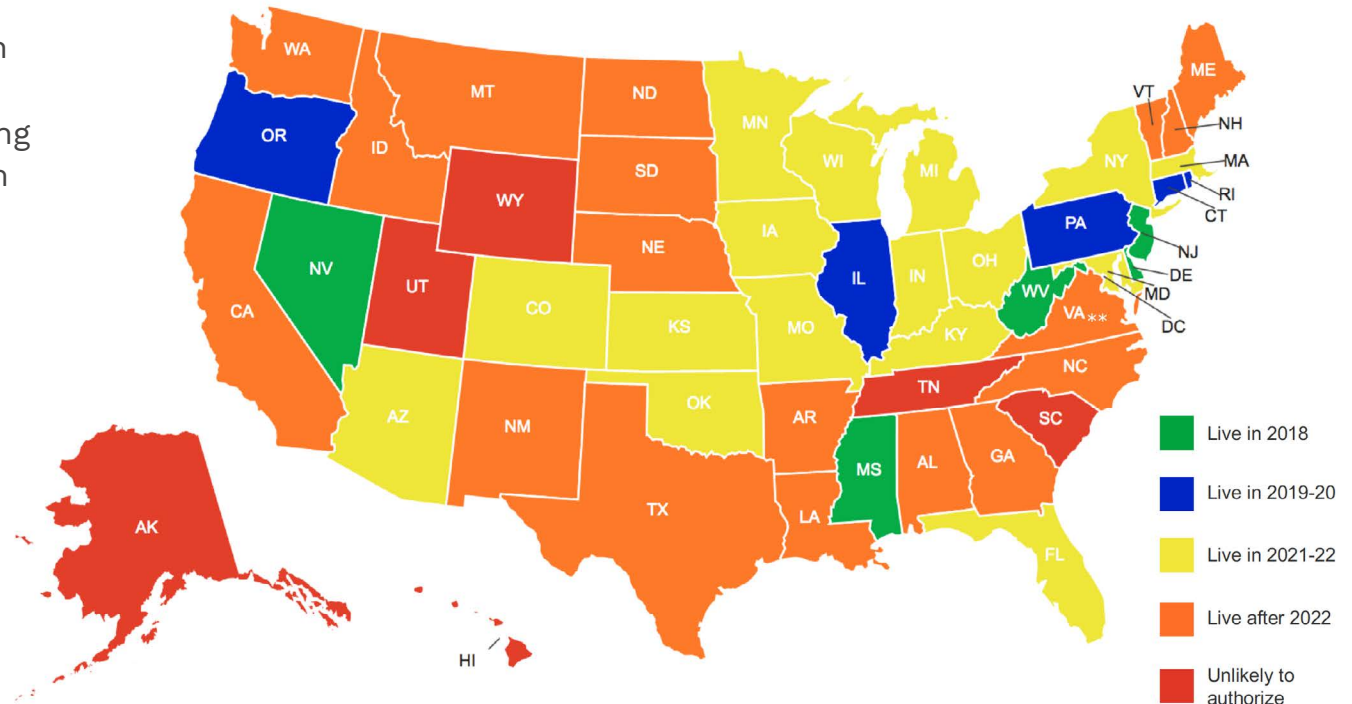 n
ng
n
WA
MT
ND
MN
ME
VT
NH
OR
ID
SD
WI
MI
NY
MA
RI
CT
WY
NE
IA
PA
NJ
NV
UT
CO
KS
MO
IL
IN
OH
WV
DE
MD
DC
VA**
CA
KY
NC
AZ
NM
OK
AR
TN
SC
MS
AL
GA
TX
LA
FL
AK
HI
Live in 2018
Live in 2019-20
Live in 2021-22
Live after 2022
Unlikely to
authorize